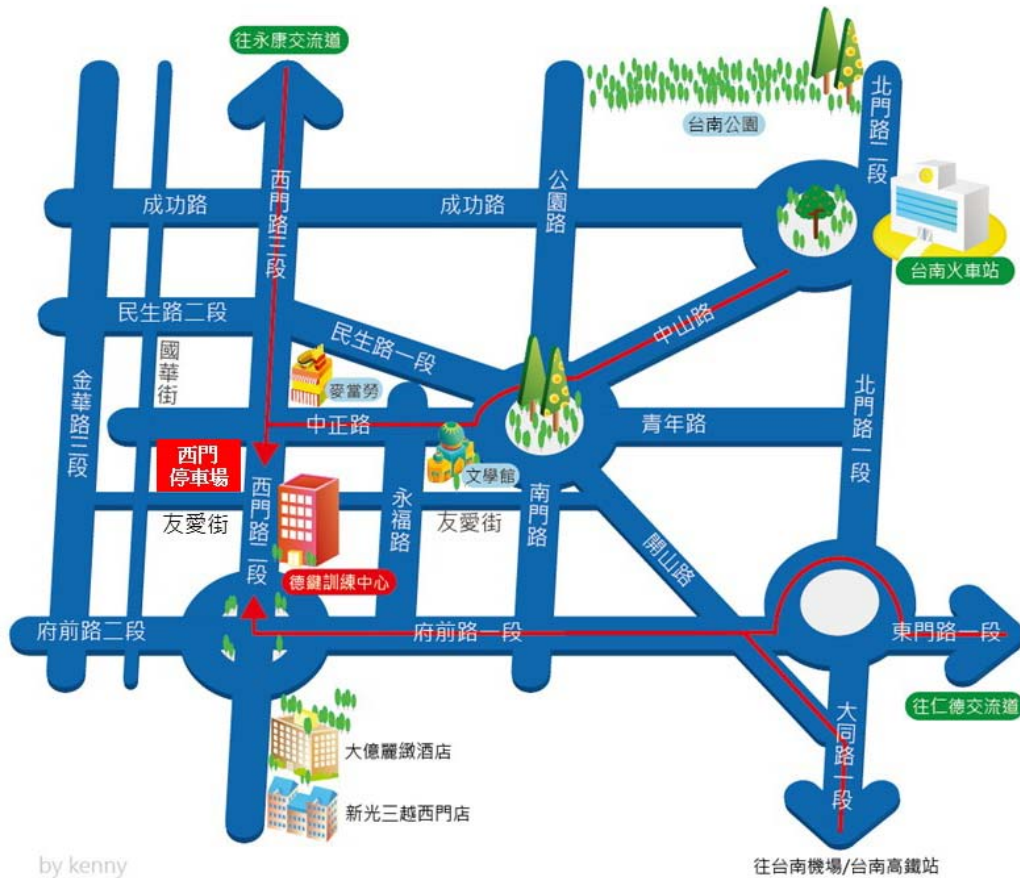 往永康交流道
台南公園
北門路二段
西門路三段
公園路
成功路
成功路
台南火車站
民生路二段
民生路一段
中山路
國華街
金華路三段
麥當勞
中正路
青年路
北門路一段
西門
停車場
文學館
西門路二段
友愛街
永福路
友愛街
南門路
開山路
德鍵訓練中心
府前路二段
府前路一段
東門路一段
往仁德交流道
大同路一段
大億麗緻酒店
新光三越西門店
by kenny
往台南機場/台南高鐵站